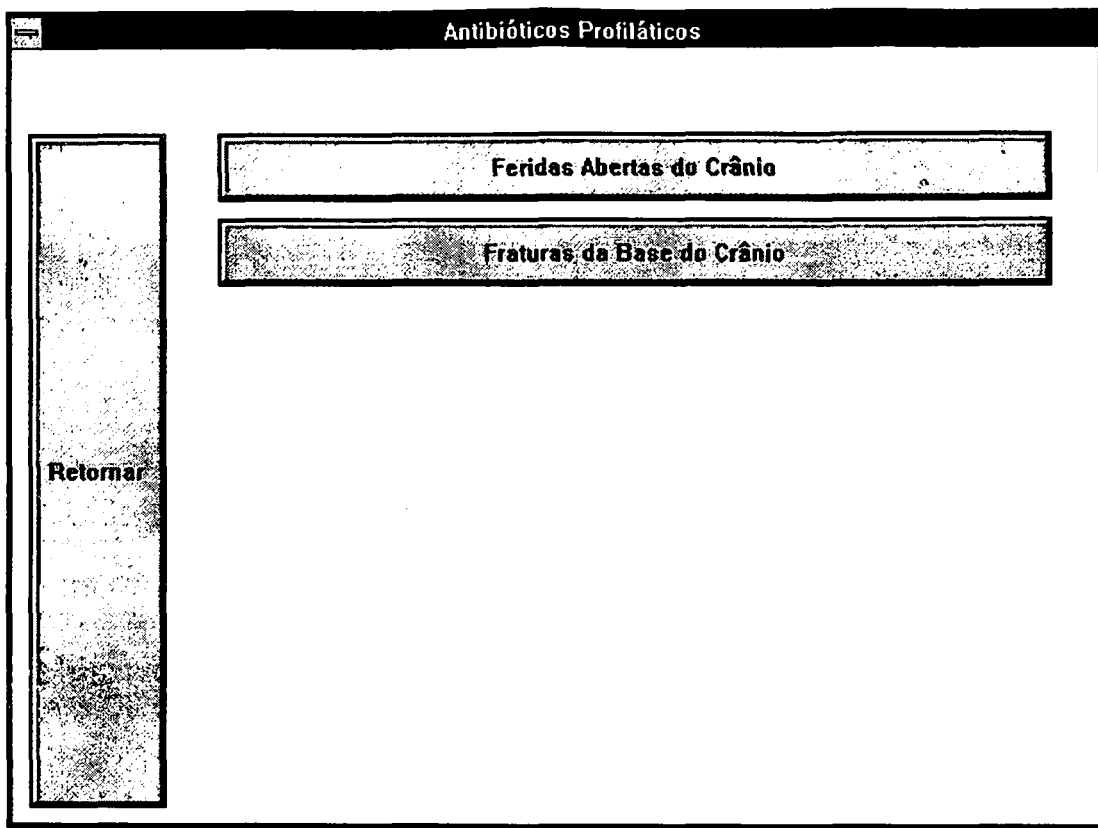 Antibióticos Profiláticos
Feridas Abertas do Crânio
Fraturas da Base do Crânio
Retornar